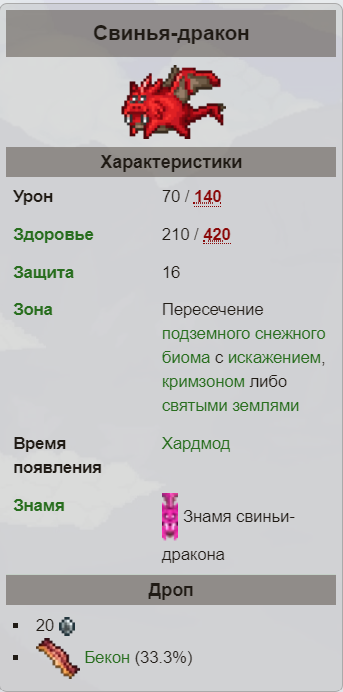 Свинья-дракон
Характеристики
Урон 70 / 140
Здоровье 210 / 420
Защита 16
Зона Пересечение
подземного снежного
биома с искажением,
кримзоном либо
святыми землями
Время Хардмод
появления
Знамя Знамя свиньи-
дракона
Дроп
20
Бекон (33.3%)